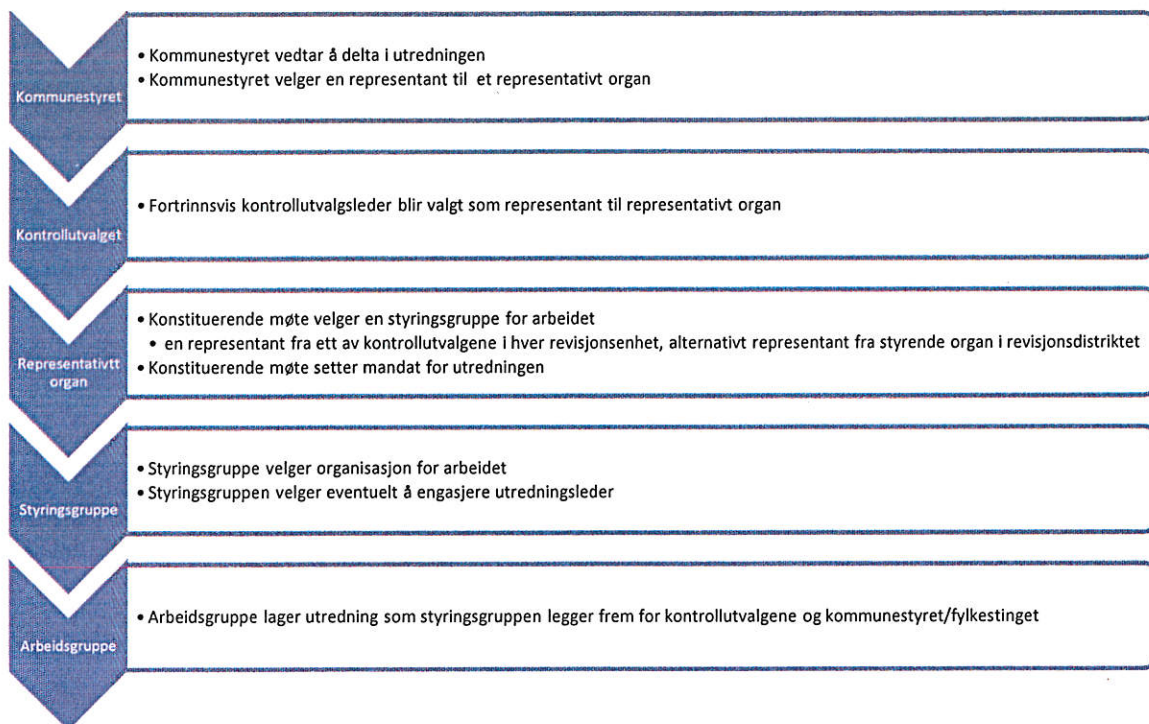 Kommunestyret
• Kommunestyret vedtar å delta i utredningen
• Kommunestyret velger en representant til et representativt organ
Kontrollutvalget
• Fortrinnsvis kontrollutvalgsleder blir valgt som representant til representativt organ
Representativtt
organ
• Konstituerende møte velger en styringsgruppe for arbeidet
• en representant fra ett av kontrollutvalgene i hver revisjonsenhet, alternativt representant fra styrende organ i revisjonsdistriktet
• Konstituerende møte setter mandat for utredningen
Styringsgruppe
• Styringsgruppe velger organisasjon for arbeidet
• Styringsgruppen velger eventuelt å engasjere utredningsleder
Arbeidsgruppe
• Arbeidsgruppe lager utredning som styringsgruppen legger frem for kontrollutvalgene og kommunestyret/fylkestinget